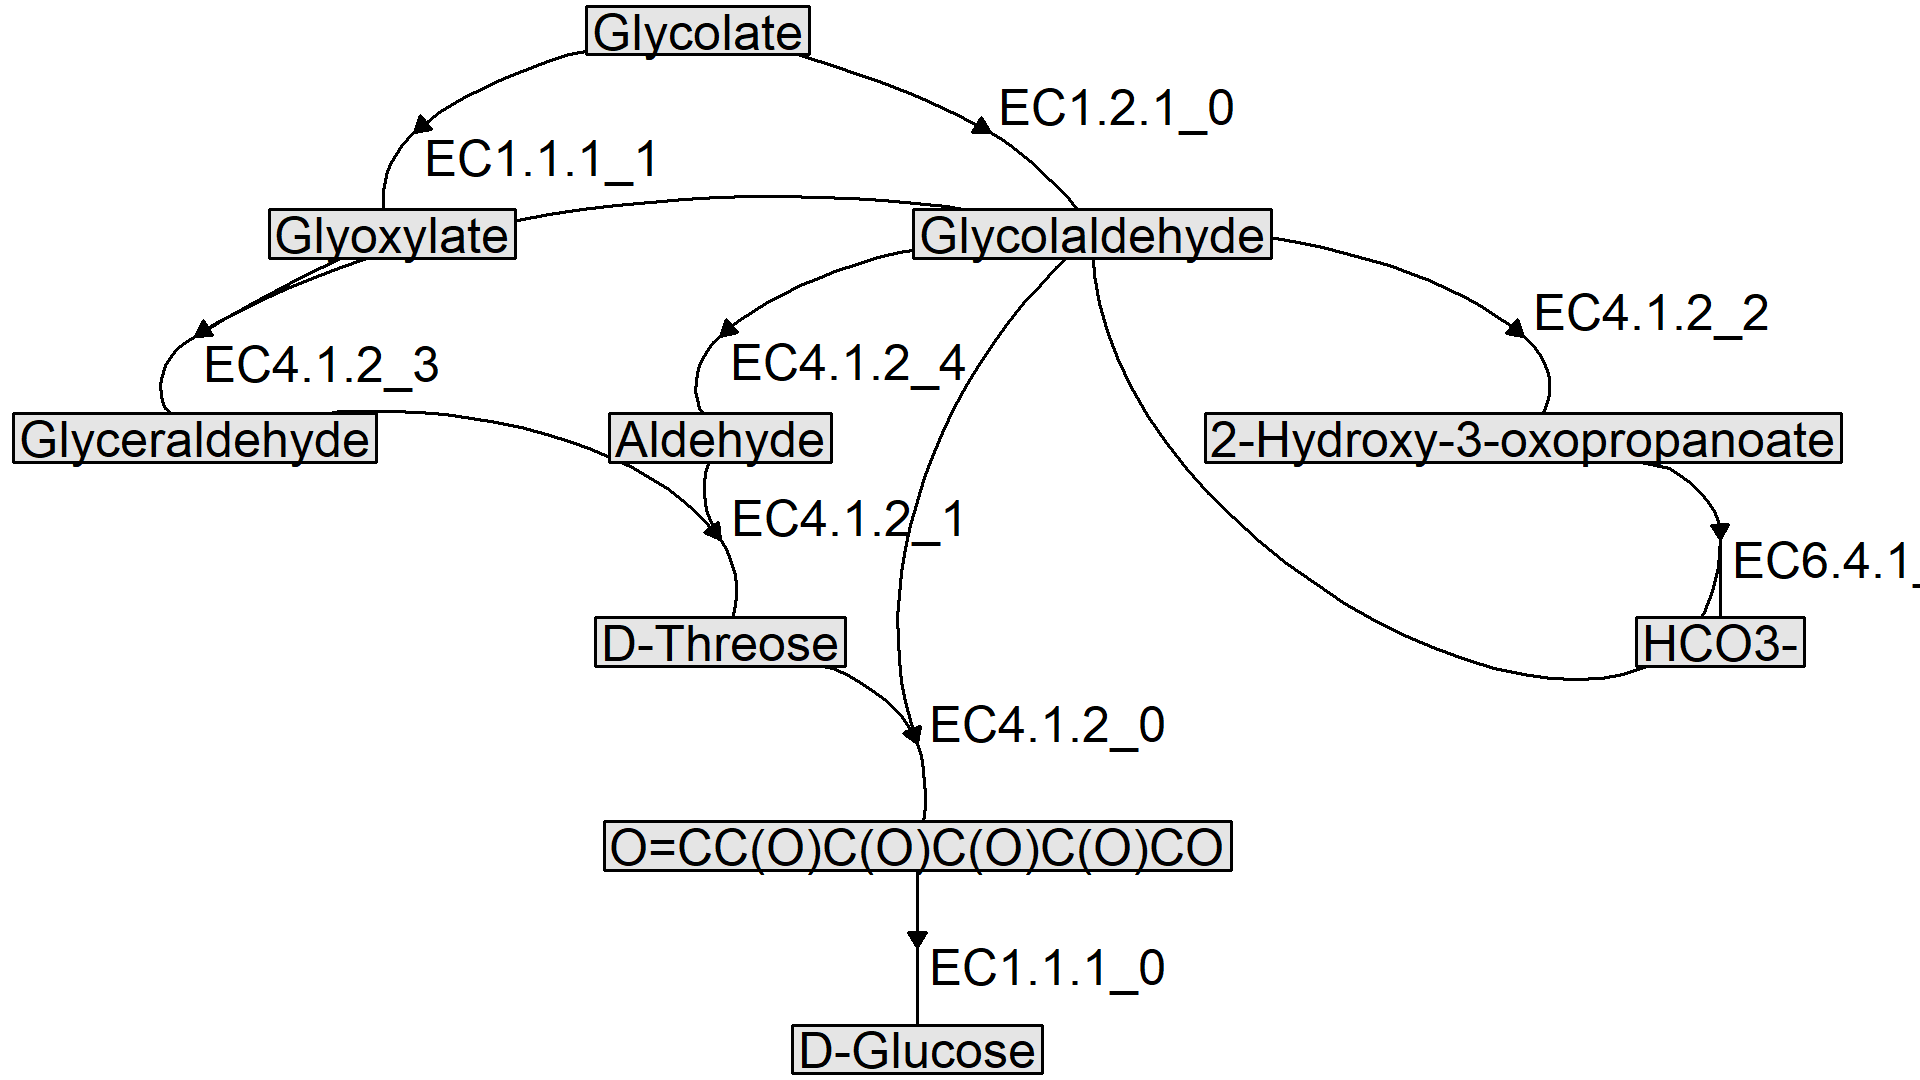 Glycolate
EC1.2.1_0
EC1.1.1_1
Glyoxylate
Glycolaldehyde
EC4.1.2_2
EC4.1.2_3
EC4.1.2_4
Glyceraldehyde
Aldehyde
2-Hydroxy-3-oxopropanoate
EC4.1.2_1
EC6.4.1_
D-Threose
HCO3-
EC4.1.2_0
O=CC(O)C(O)C(O)C(O)CO
EC1.1.1_0
D-Glucose